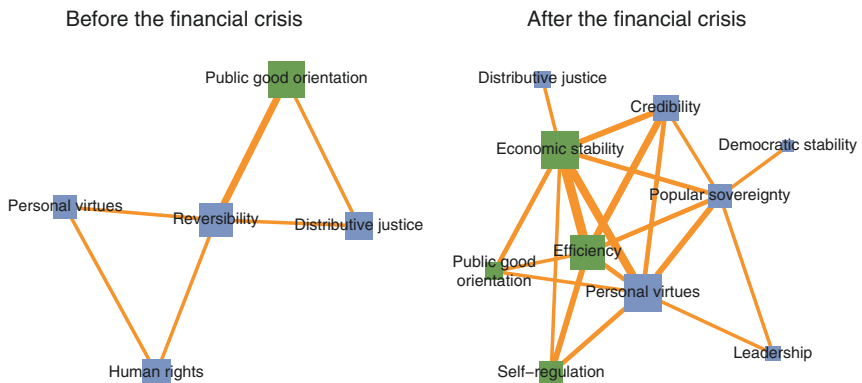 Before the financial crisis
Public good orientation
Personal virtues
Reversibility
Distributive justice
Human rights
After the financial crisis
Distributive justice
Credibility
Economic stability
Democratic stability
Popular sovereignty
Efficiency
Public good
orientation
Personal virtues
Leadership
Self−regulation